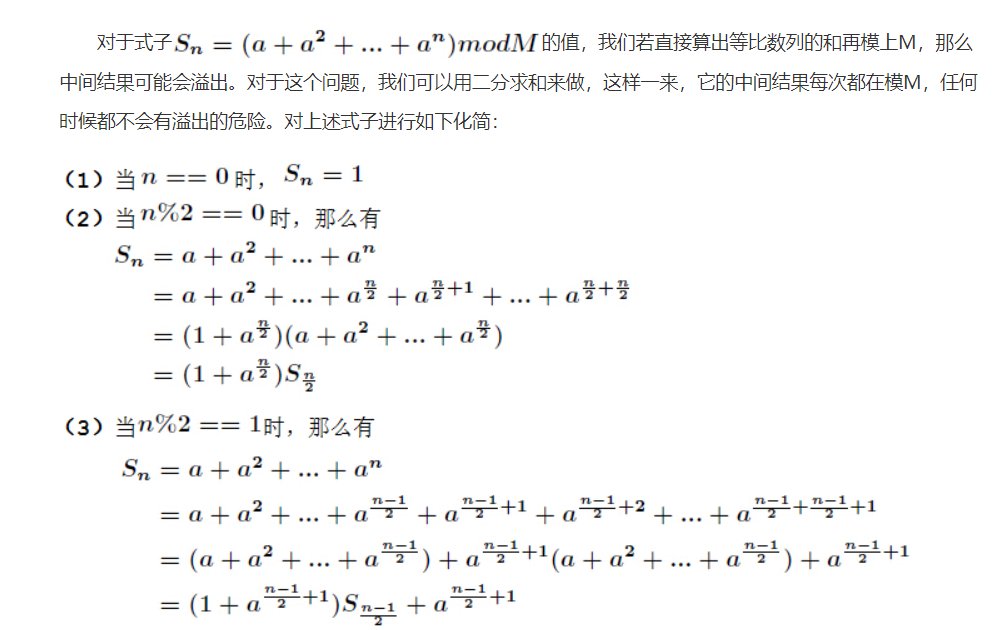 对于式子 $S_n = (a + a^2 + ... + a^n) mod M$ 的值，我们若直接算出等比数列的和再模上M，那么
中间结果可能会溢出。对于这个问题，我们可以用二分求和来做，这样一来，它的中间结果每次都在模M，任何
时候都不会有溢出的危险。对上述式子进行如下化简：
（1）当 $n == 0$ 时， $S_n = 1$
（2）当 $n\%2 == 0$ 时，那么有
$S_n = a + a^2 + ... + a^n$
$= a + a^2 + ... + a^{\frac{n}{2}} + a^{\frac{n}{2}+1} + ... + a^{\frac{n}{2}+\frac{n}{2}}$
$= (1 + a^{\frac{n}{2}})(a + a^2 + ... + a^{\frac{n}{2}})$
$= (1 + a^{\frac{n}{2}})S_{\frac{n}{2}}$
（3）当 $n\%2 == 1$ 时，那么有
$S_n = a + a^2 + ... + a^n$
$= a + a^2 + ... + a^{\frac{n-1}{2}} + a^{\frac{n-1}{2}+1} + a^{\frac{n-1}{2}+2} + ... + a^{\frac{n-1}{2}+\frac{n-1}{2}+1}$
$= (a + a^2 + ... + a^{\frac{n-1}{2}}) + a^{\frac{n-1}{2}+1}(a + a^2 + ... + a^{\frac{n-1}{2}}) + a^{\frac{n-1}{2}+1}$
$= (1 + a^{\frac{n-1}{2}+1})S_{\frac{n-1}{2}} + a^{\frac{n-1}{2}+1}$